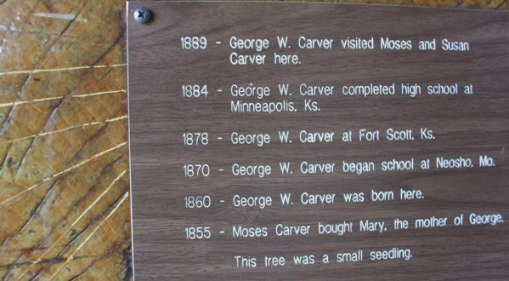 1889 - George W. Carver visited Moses and Susan
Carver here.
1884 - George W. Carver completed high school at
Minneapolis, Ks.
1878 - George W. Carver at Fort Scott, Ks.
1870 - George W. Carver began school at Neosho, Mo.
1860 - George W. Carver was born here.
1855 - Moses Carver bought Mary, the mother of George.
This tree was a small seedling.